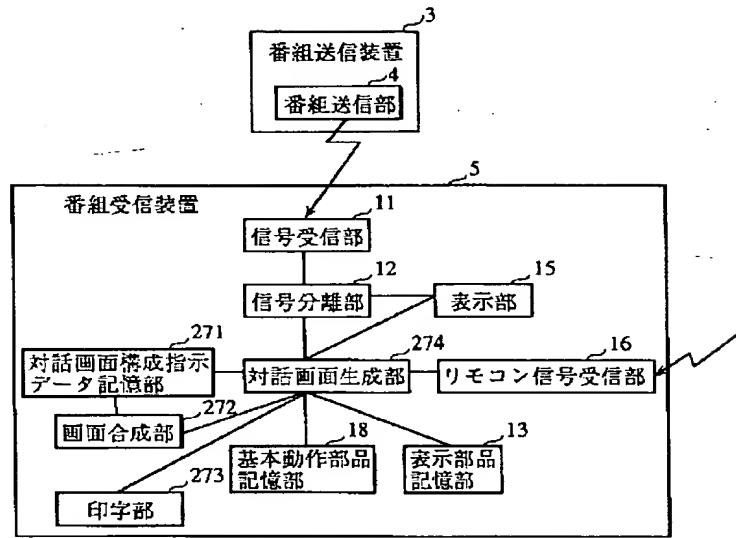 3
番組送信装置
4
番組送信部
5
番組受信装置
11
信号受信部
12
信号分離部
15
表示部
271
対話画面構成指示
データ記憶部
274
対話画面生成部
16
リモコン信号受信部
272
画面合成部
18
基本動作部品
記憶部
13
表示部品
記憶部
273
印字部